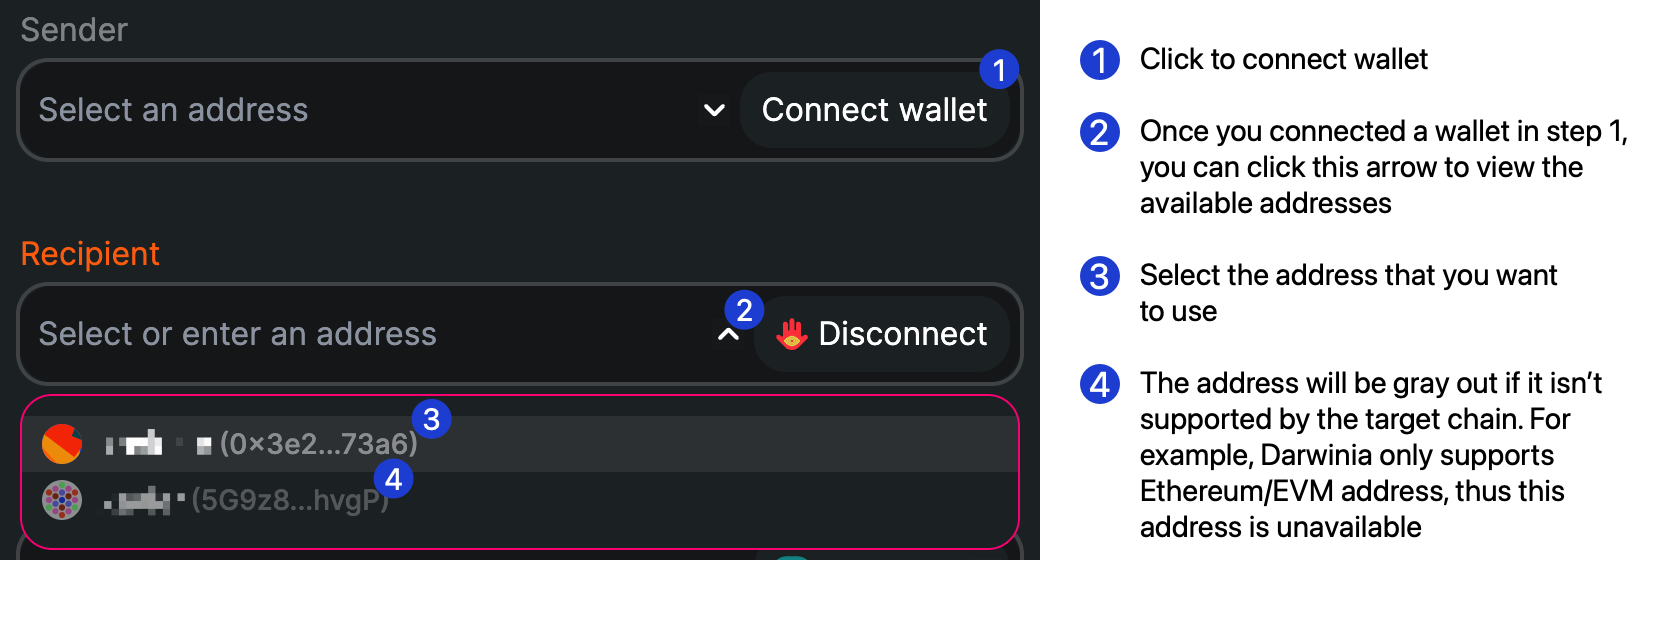 Sender
Select an address
Connect wallet
1
Recipient
Select or enter an address
2
Disconnect
(0×3e2...73a6)
3
(5G9z8...hvgP)
4
1 Click to connect wallet
2 Once you connected a wallet in step 1,
you can click this arrow to view the
available addresses
3 Select the address that you want
to use
4 The address will be gray out if it isn’t
supported by the target chain. For
example, Darwinia only supports
Ethereum/EVM address, thus this
address is unavailable